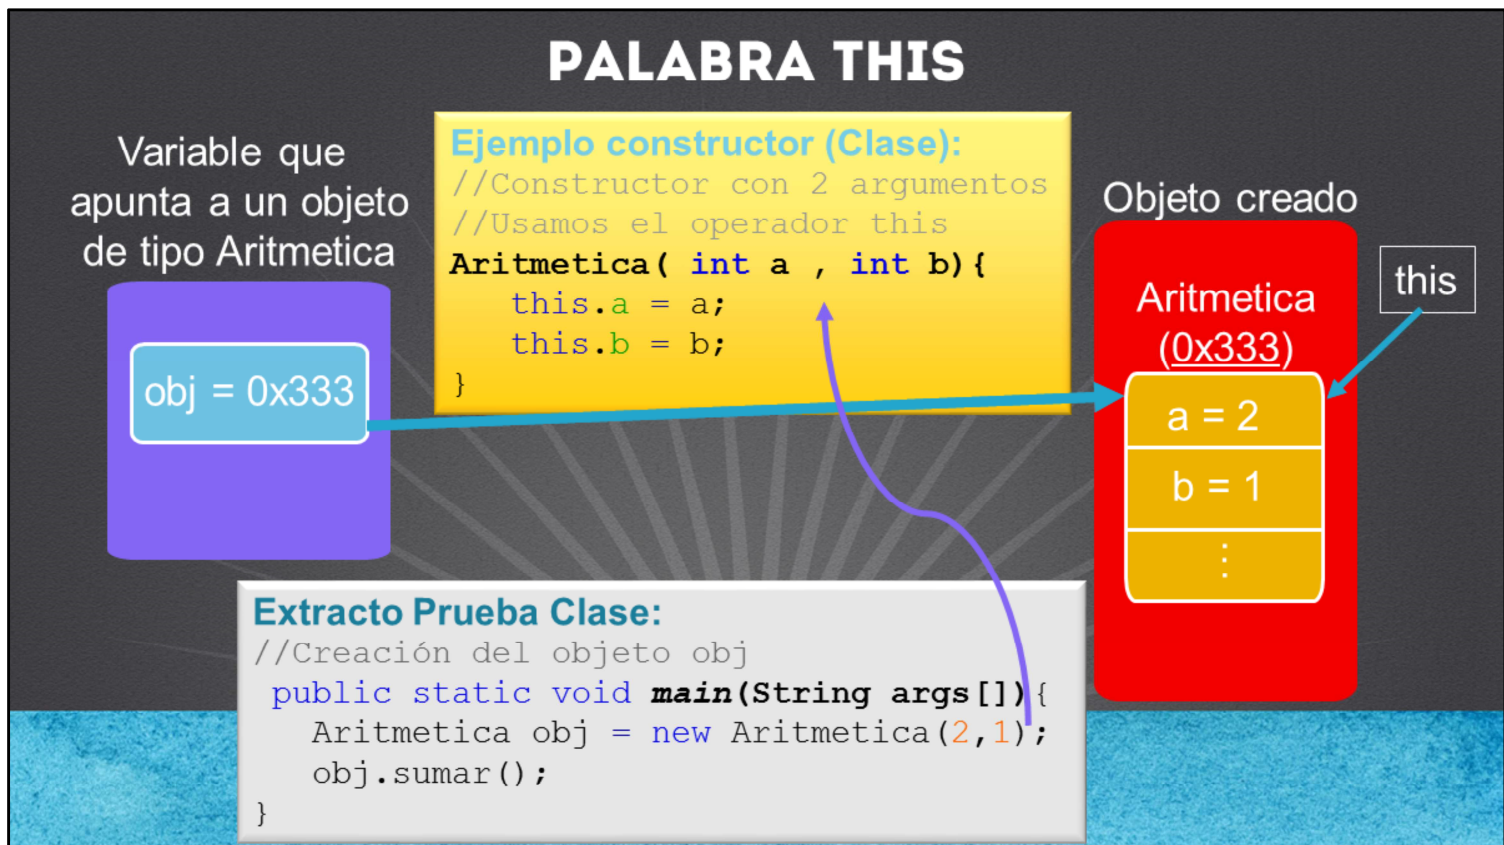 PALABRA THIS
Variable que
apunta a un objeto
de tipo Aritmetica
obj = 0x333
Ejemplo constructor (Clase):
//Constructor con 2 argumentos
//Usamos el operador this
Aritmetica( int a , int b){
this.a = a;
this.b = b;
}
Objeto creado
Aritmetica
(0x333)
a = 2
b = 1
⋮
this
Extracto Prueba Clase:
//Creación del objeto obj
public static void main(String args[]){
Aritmetica obj = new Aritmetica(2,1);
obj.sumar();
}